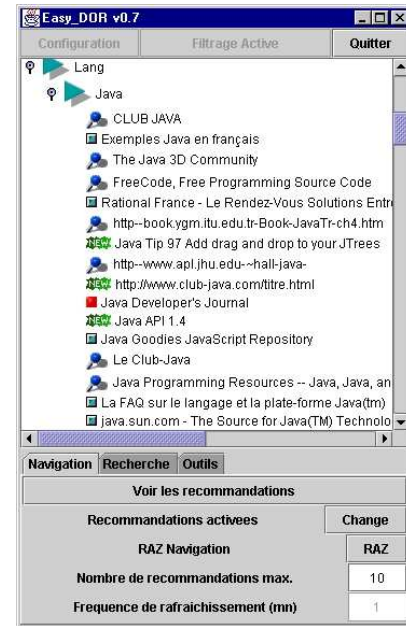 Easy_DOR v0.7
Configuration Filtrage Active Quitter
Lang
Java
CLUB JAVA
Exemples Java en français
The Java 3D Community
FreeCode, Free Programming Source Code
Rational France - Le Rendez-Vous Solutions Entr
http--book.ygm.itu.edu.tr-Book-JavaTr-ch4.htm
NEW Java Tip 97 Add drag and drop to your JTrees
http--www.apl.jhu.edu-~hall-java-
NEW http://www.club-java.com/titre.html
Java Developer's Journal
NEW Java API 1.4
Java Goodies JavaScript Repository
Le Club-Java
Java Programming Resources -- Java, Java, an
La FAQ sur le langage et la plate-forme Java(tm)
java.sun.com - The Source for Java(TM) Technolo
Navigation Recherche Outils
Voir les recommandations
Recommandations activees Change
RAZ Navigation RAZ
Nombre de recommandations max. 10
Frequence de rafraichissement (mn) 1